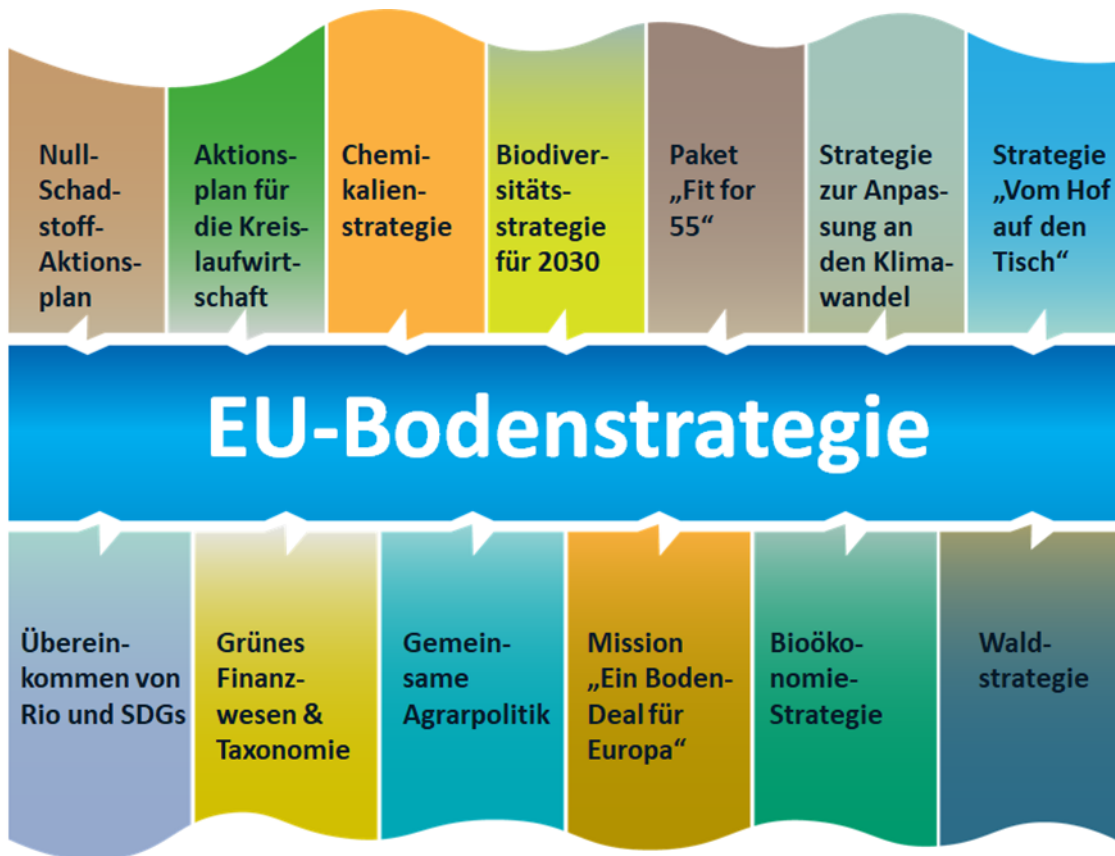 Null-
Schad-
stoff-
Aktions-
plan
Aktions-
plan für
die Kreis-
laufwirt-
schaft
Chemi-
kalien-
strategie
Biodiver-
sitäts-
strategie
für 2030
Paket
„Fit for
55“
Strategie
zur Anpas-
sung an
den Klima-
wandel
Strategie
„Vom Hof
auf den
Tisch“
EU-Bodenstrategie
Überein-
kommen von
Rio und SDGs
Grünes
Finanz-
wesen &
Taxonomie
Gemein-
same
Agrarpolitik
Mission
„Ein Boden-
Deal für
Europa“
Bioöko-
nomie-
Strategie
Wald-
strategie